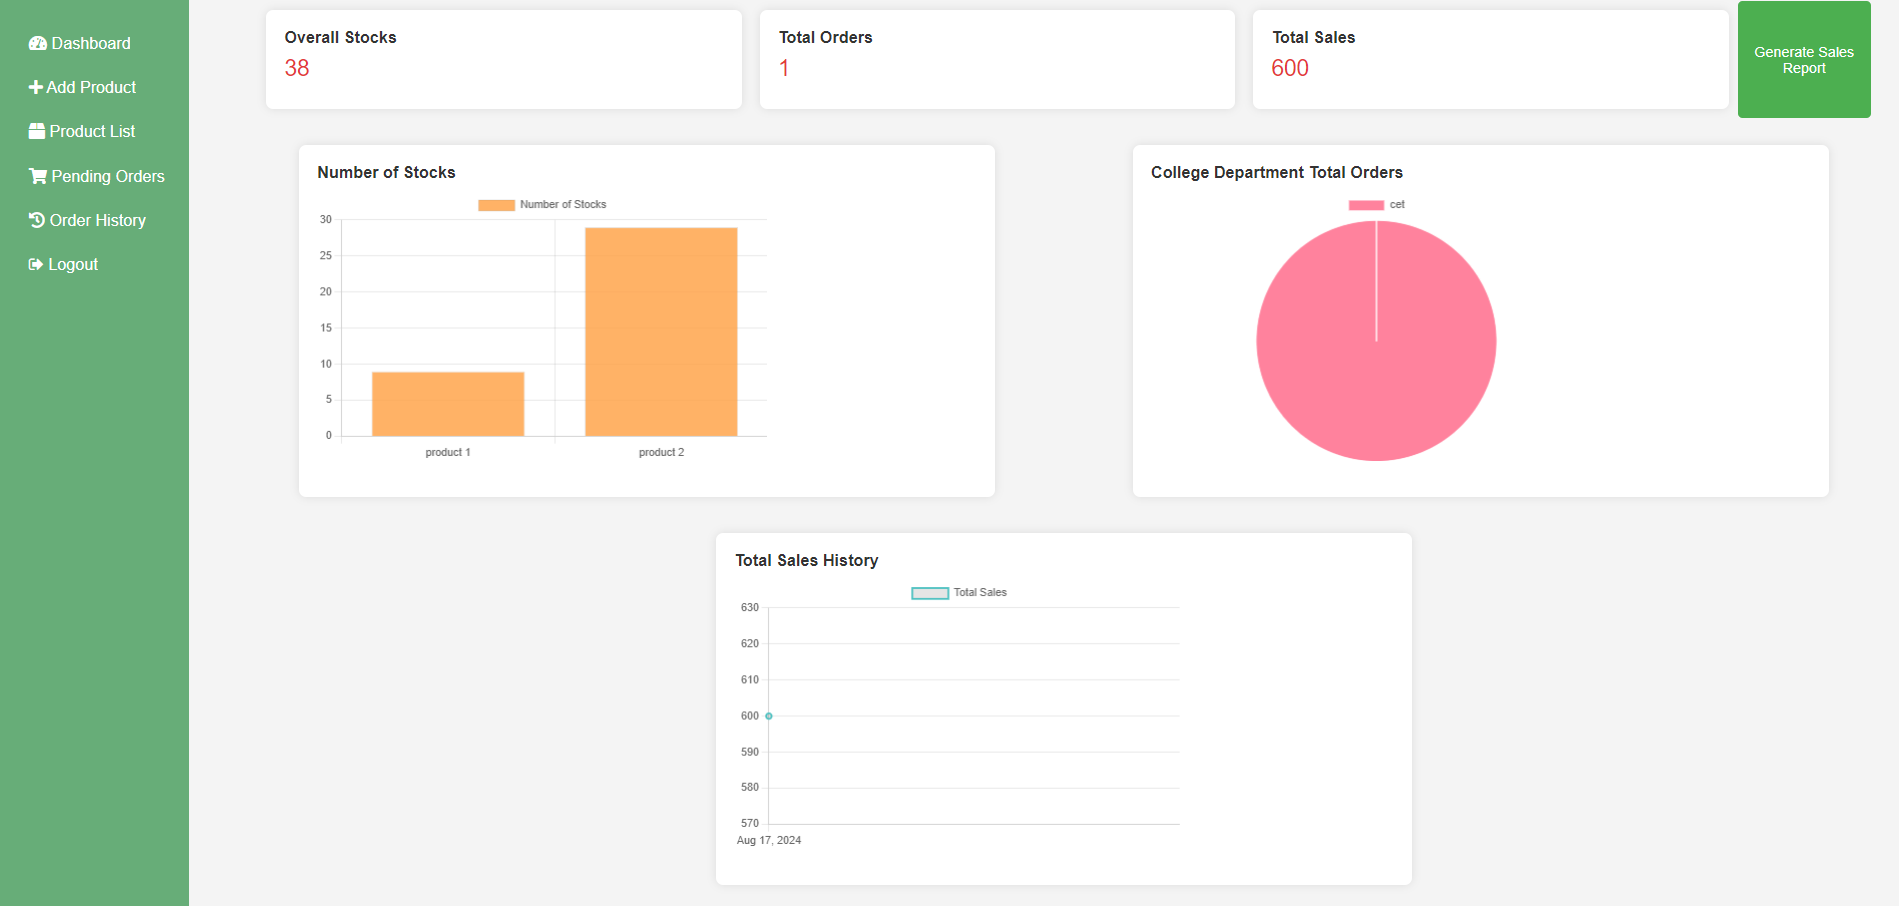 Dashboard
Add Product
Product List
Pending Orders
Order History
Logout
Overall Stocks
38
Total Orders
1
Total Sales
600
Generate Sales
Report
Number of Stocks
Number of Stocks
30
25
20
15
10
5
0
product 1
product 2
College Department Total Orders
cet
Total Sales History
Total Sales
630
620
610
600
590
580
570
Aug 17, 2024